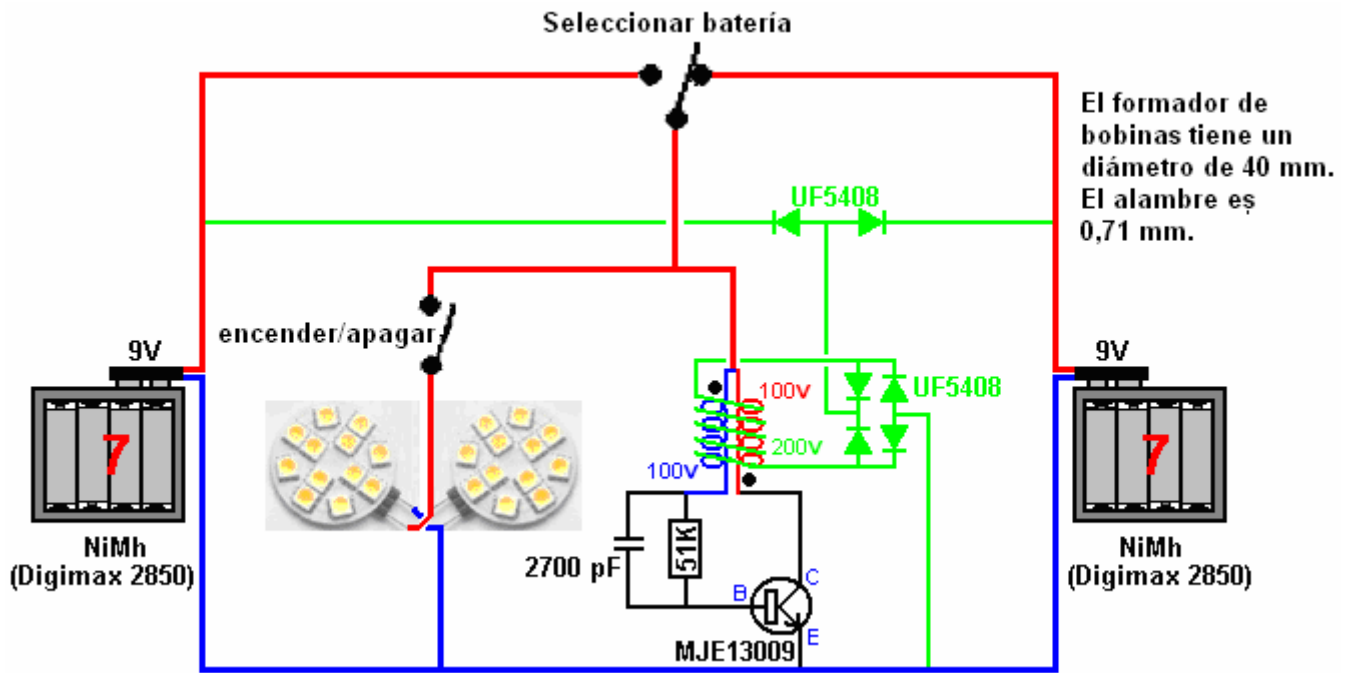 Seleccionar batería
El formador de
bobinas tiene un
diámetro de 40 mm.
El alambre es
0,71 mm.
UF5408
encender/apagar
9V
9V
UF5408
100V
200V
100V
7
7
51K
2700 pF
B
C
E
MJE13009
NiMh
(Digimax 2850)
NiMh
(Digimax 2850)